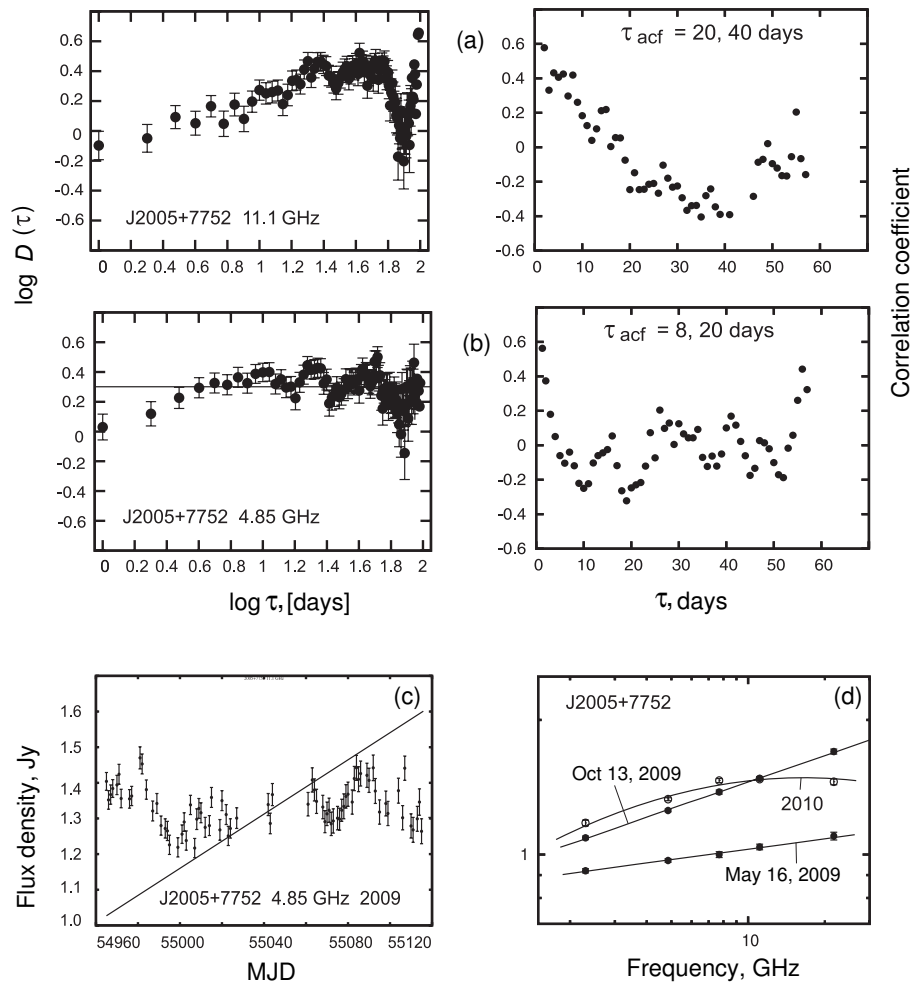 (a)
τ acf = 20, 40 days
0.6
0.4
0.2
0
-0.2
-0.4
-0.6
J2005+7752 11.1 GHz
0 0.2 0.4 0.6 0.8 1 1.2 1.4 1.6 1.8 2
0.6
0.4
0.2
0
-0.2
-0.4
-0.6
0 10 20 30 40 50 60
log D (τ)
Correlation coefficient
(b)
τ acf = 8, 20 days
0.6
0.4
0.2
0
-0.2
-0.4
-0.6
J2005+7752 4.85 GHz
0 0.2 0.4 0.6 0.8 1 1.2 1.4 1.6 1.8 2
log τ, [days]
0.6
0.4
0.2
0
-0.2
-0.4
-0.6
0 10 20 30 40 50 60
τ, days
(c)
Flux density, Jy
1.6
1.5
1.4
1.3
1.2
1.1
1.0
J2005+7752 4.85 GHz 2009
54960 55000 55040 55080 55120
MJD
(d)
J2005+7752
Oct 13, 2009
2010
May 16, 2009
1
10
Frequency, GHz